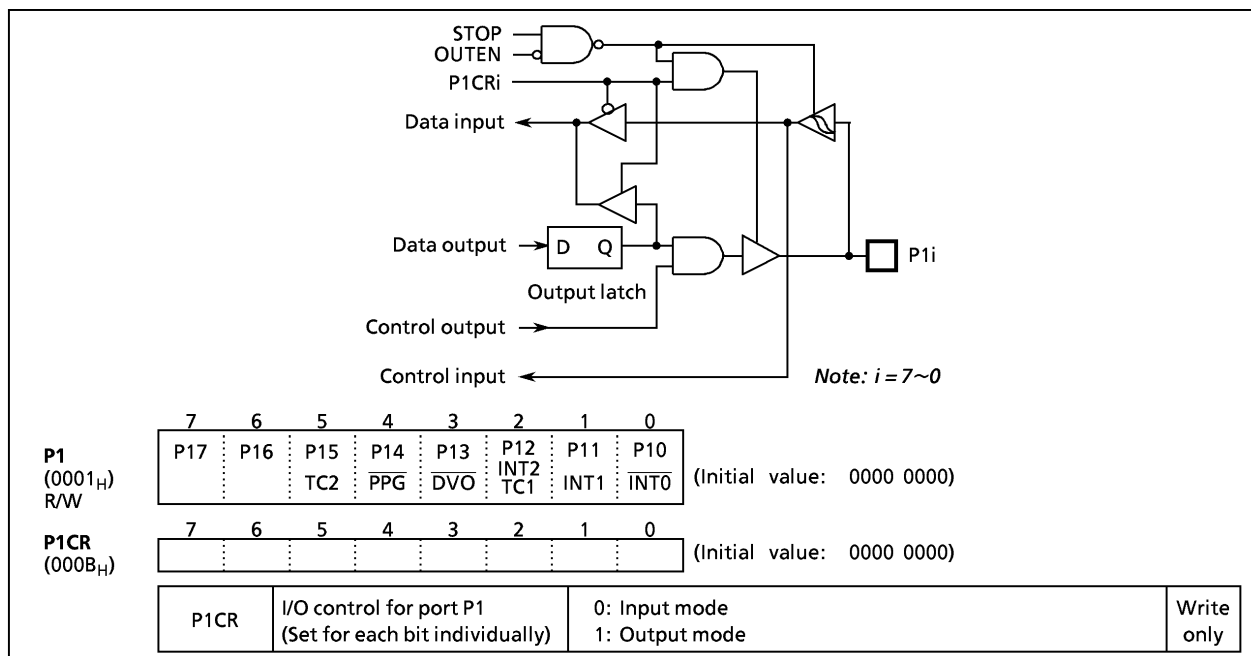 STOP
OUTEN
P1CRi
Data input
Data output
D Q
P1i
Output latch
Control output
Control input
Note: i = 7~0
7 6 5 4 3 2 1 0
P1
(0001H)
R/W
P17 P16 P15 P14 P13 P12 P11 P10
TC2 PPG DVO INT2 TC1 INT1 INT0
(Initial value: 0000 0000)
7 6 5 4 3 2 1 0
P1CR
(000BH)
(Initial value: 0000 0000)
P1CR
I/O control for port P1
(Set for each bit individually)
0: Input mode
1: Output mode
Write
only